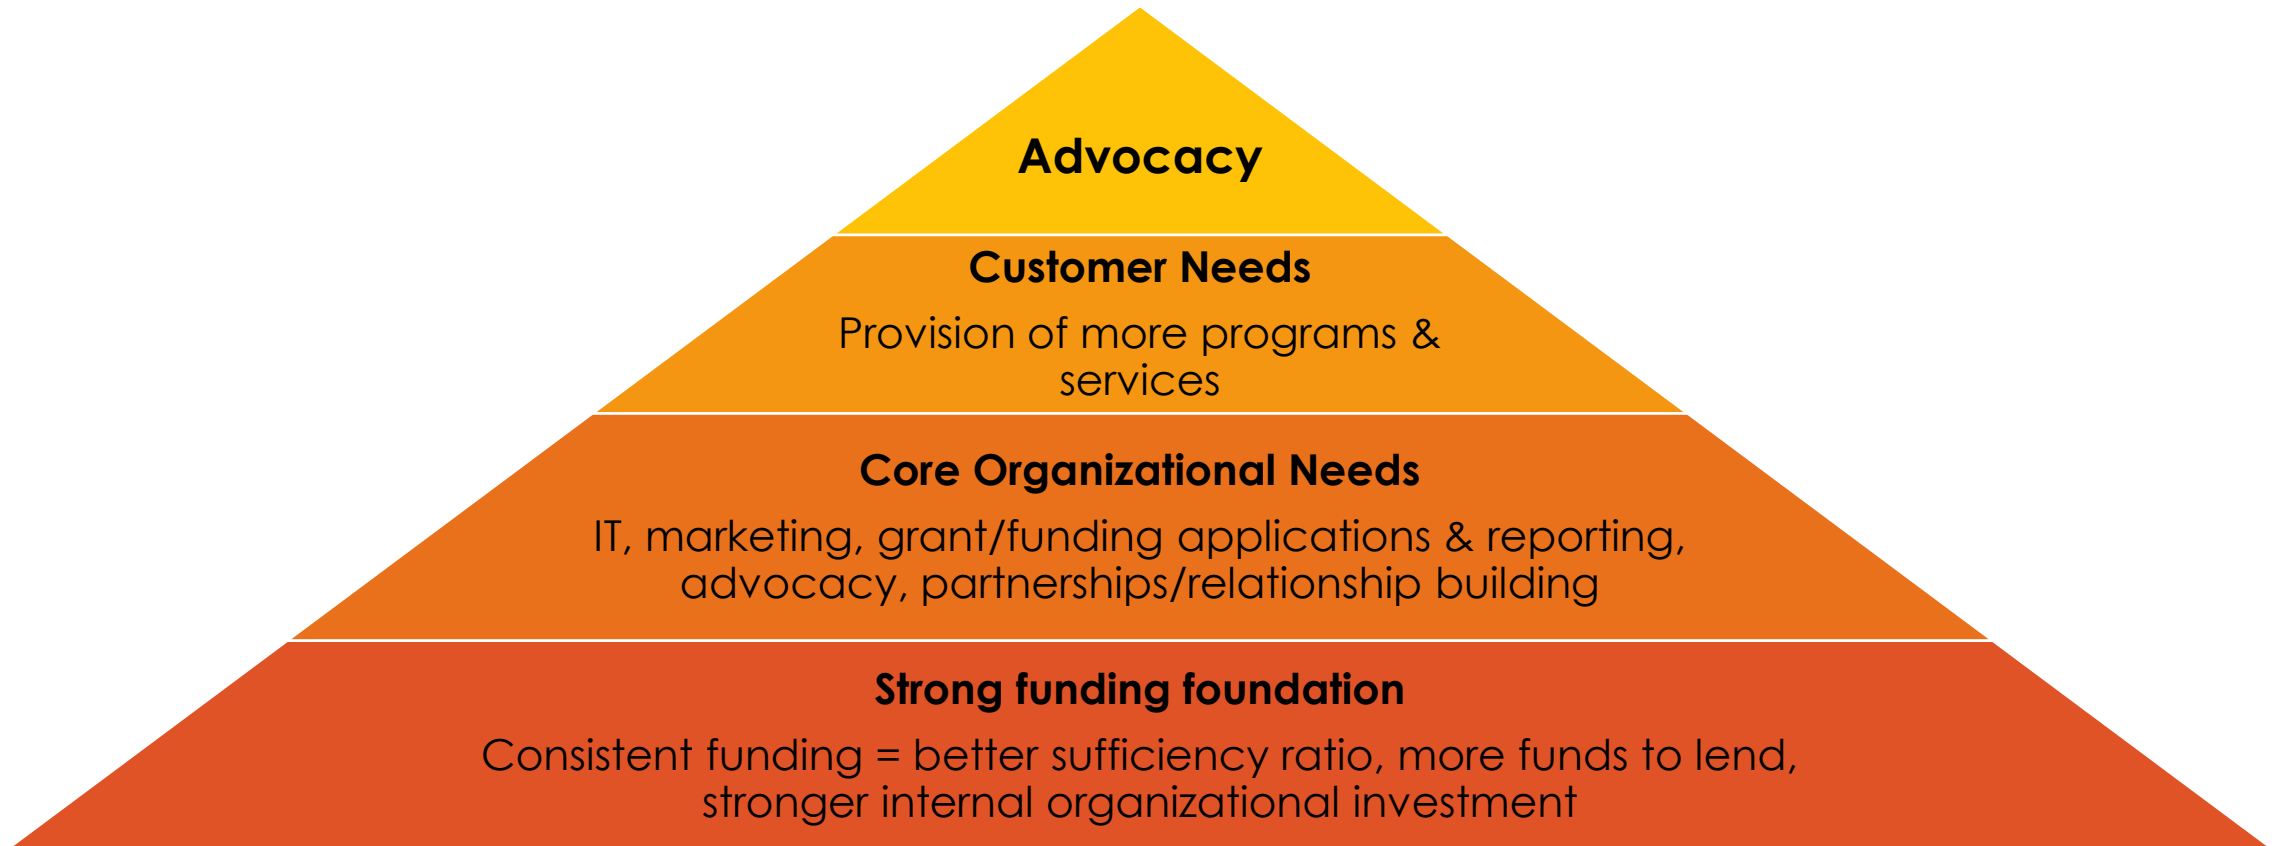 Advocacy
Customer Needs
Provision of more programs &
services
Core Organizational Needs
IT, marketing, grant/funding applications & reporting,
advocacy, partnerships/relationship building
Strong funding foundation
Consistent funding = better sufficiency ratio, more funds to lend,
stronger internal organizational investment